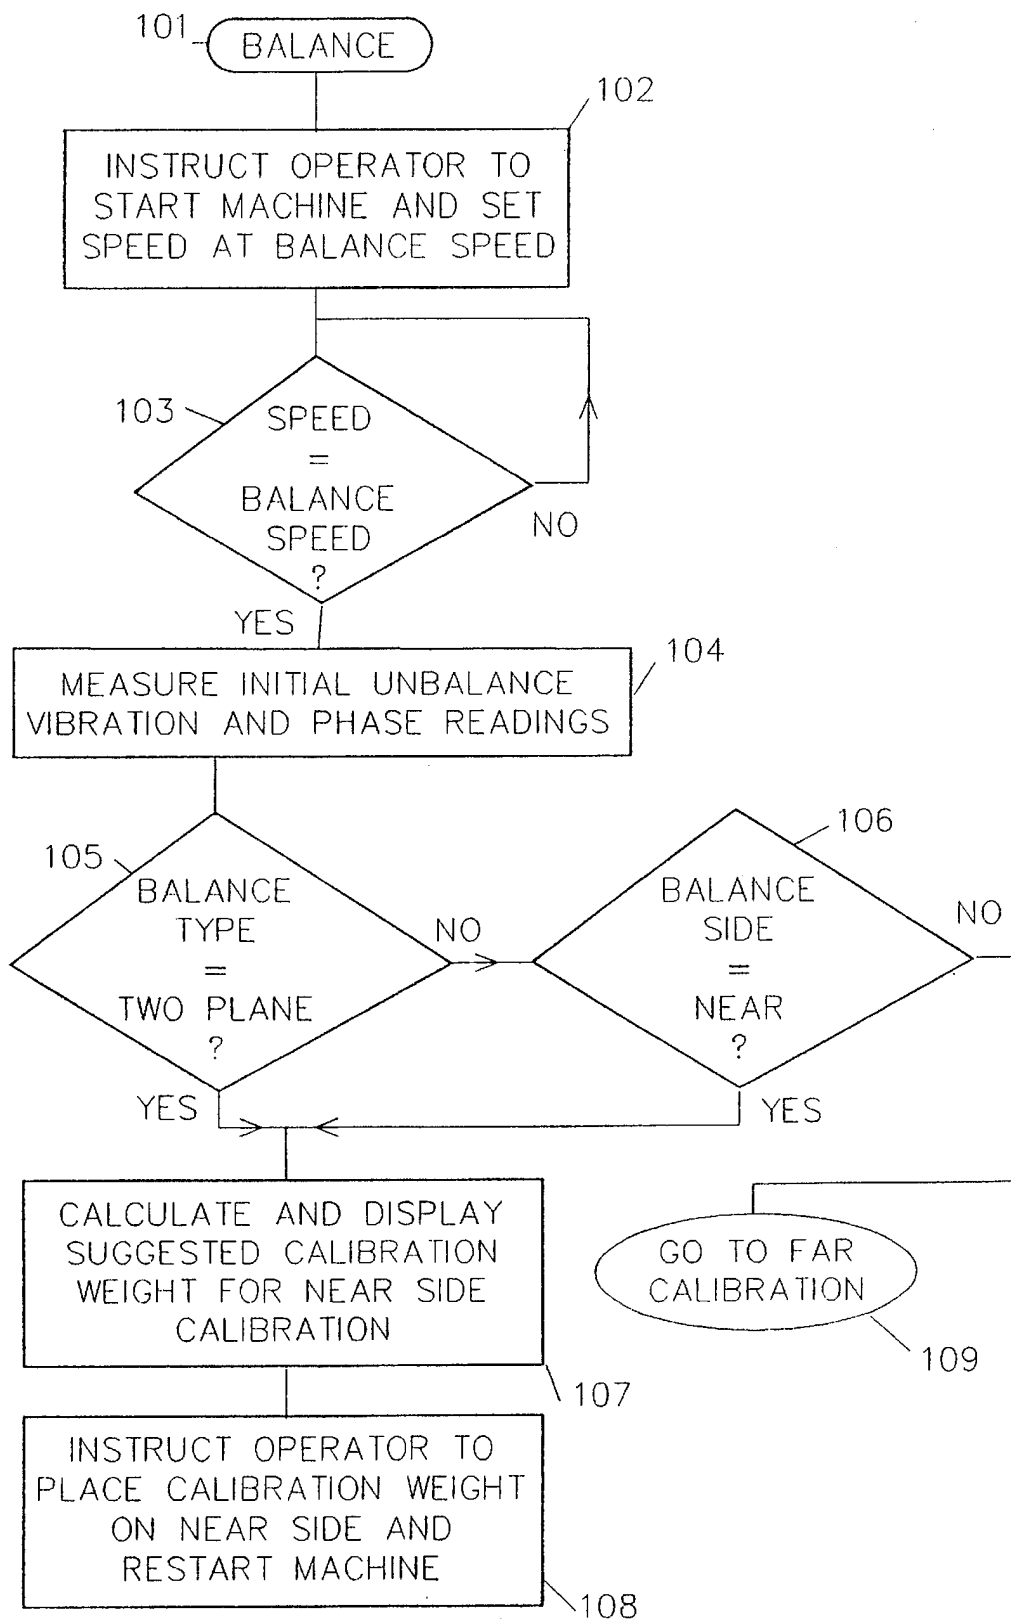 101
BALANCE
102
INSTRUCT OPERATOR TO
START MACHINE AND SET
SPEED AT BALANCE SPEED
103
SPEED
=
BALANCE
SPEED
?
NO
YES
104
MEASURE INITIAL UNBALANCE
VIBRATION AND PHASE READINGS
105
BALANCE
TYPE
=
TWO PLANE
?
NO
YES
106
BALANCE
SIDE
=
NEAR
?
NO
YES
CALCULATE AND DISPLAY
SUGGESTED CALIBRATION
WEIGHT FOR NEAR SIDE
CALIBRATION
107
GO TO FAR
CALIBRATION
109
INSTRUCT OPERATOR TO
PLACE CALIBRATION WEIGHT
ON NEAR SIDE AND
RESTART MACHINE
108